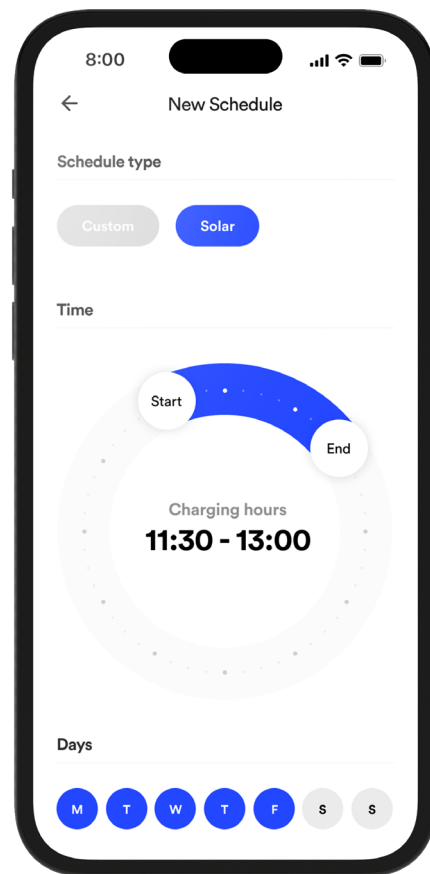 8:00
New Schedule
Schedule type
Custom Solar
Time
Start
End
Charging hours
11:30 - 13:00
Days
M T W T F S S